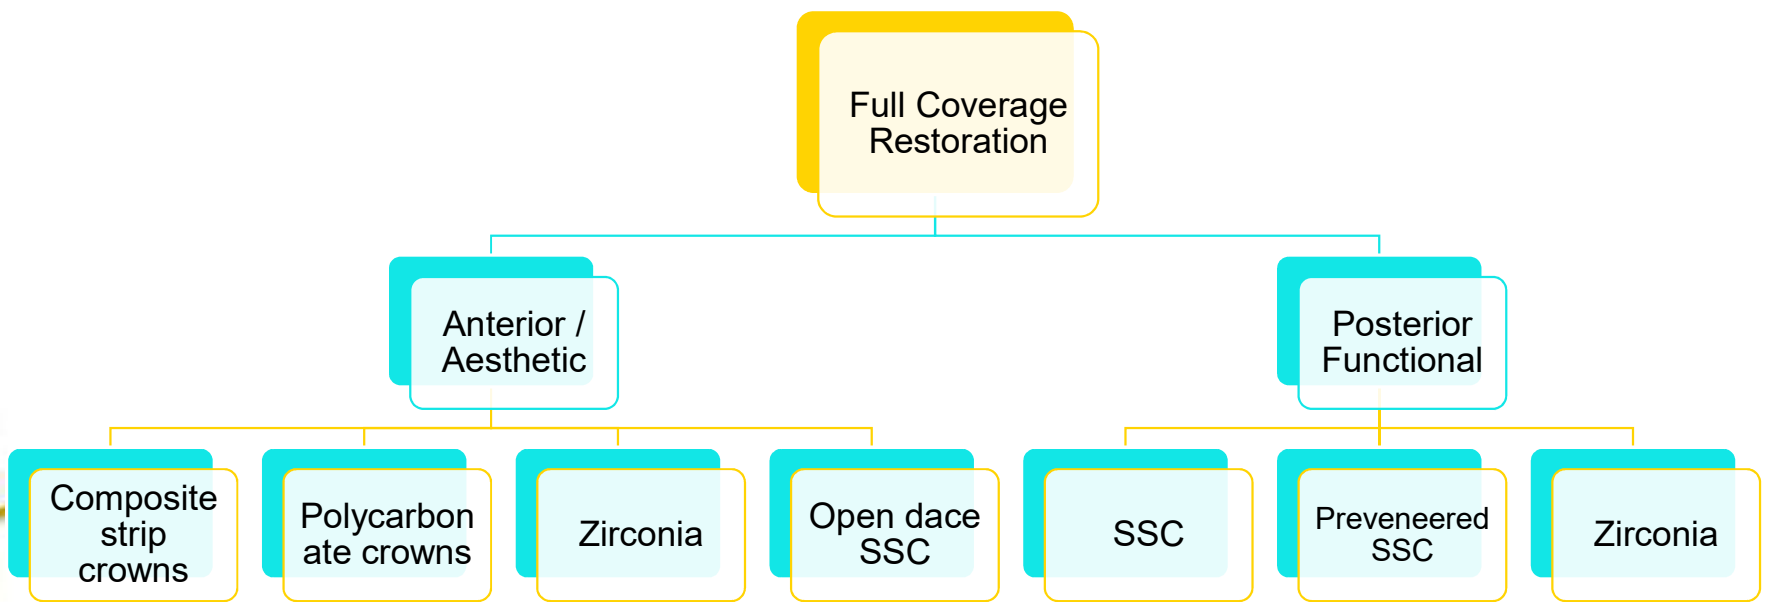 Full Coverage
Restoration
Anterior /
Aesthetic
Posterior
Functional
Composite
strip
crowns
Polycarbon
ate crowns
Zirconia
Open dace
SSC
SSC
Preveneered
SSC
Zirconia